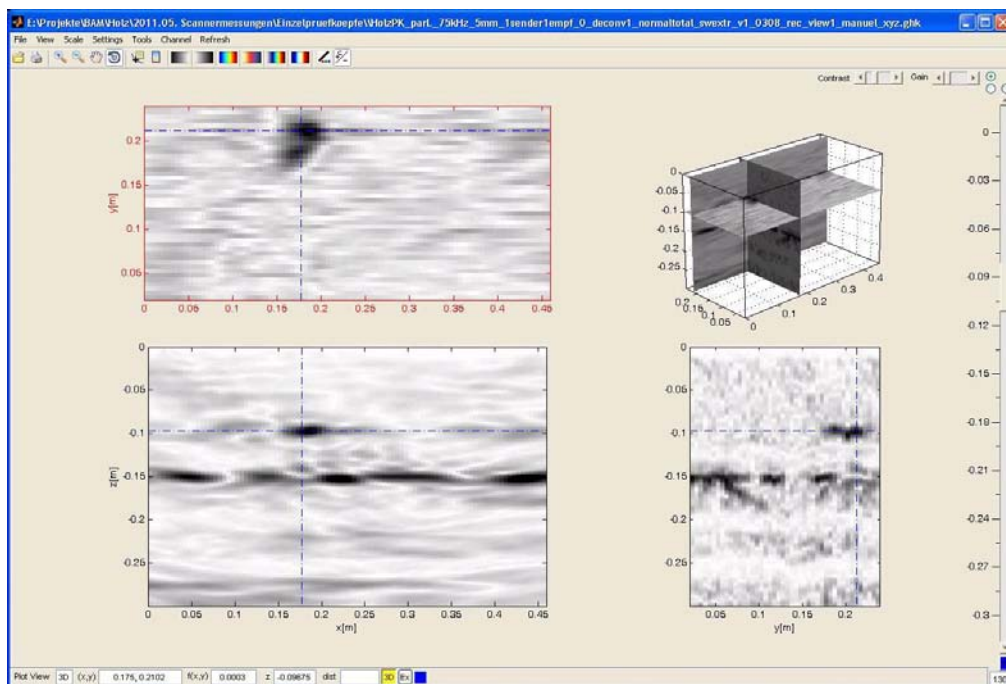 E:\Projekte\BAM\Holz\2011.05. Scannermessungen\Einzelpruefkoepfe\HolzPK_parL_75kHz_5mm_1sender1empf_0_deconv1_normaltotal_swextr_v1_0308_rec_view1_manuel_xyz.ghk
File View Scale Settings Tools Channel Refresh
Contrast Gain
0.2
0.15
0.1
0.05
y[m]
0 0.05 0.1 0.15 0.2 0.25 0.3 0.35 0.4 0.45
0
-0.05
-0.1
-0.15
-0.2
-0.25
0.2 0.15 0.1 0.05 0
0 0.1 0.2 0.3 0.4
0
-0.05
-0.1
-0.15
-0.2
-0.25
z[m]
0 0.05 0.1 0.15 0.2 0.25 0.3 0.35 0.4 0.45
x[m]
0
-0.05
-0.1
-0.15
-0.2
-0.25
0.05 0.1 0.15 0.2
y[m]
0
-0.03
-0.06
-0.09
-0.12
-0.15
-0.18
-0.21
-0.24
-0.27
-0.3
Plot View 3D (x,y) 0.175, 0.2102 f(x,y) 0.0003 z -0.09875 dist 3D Ex